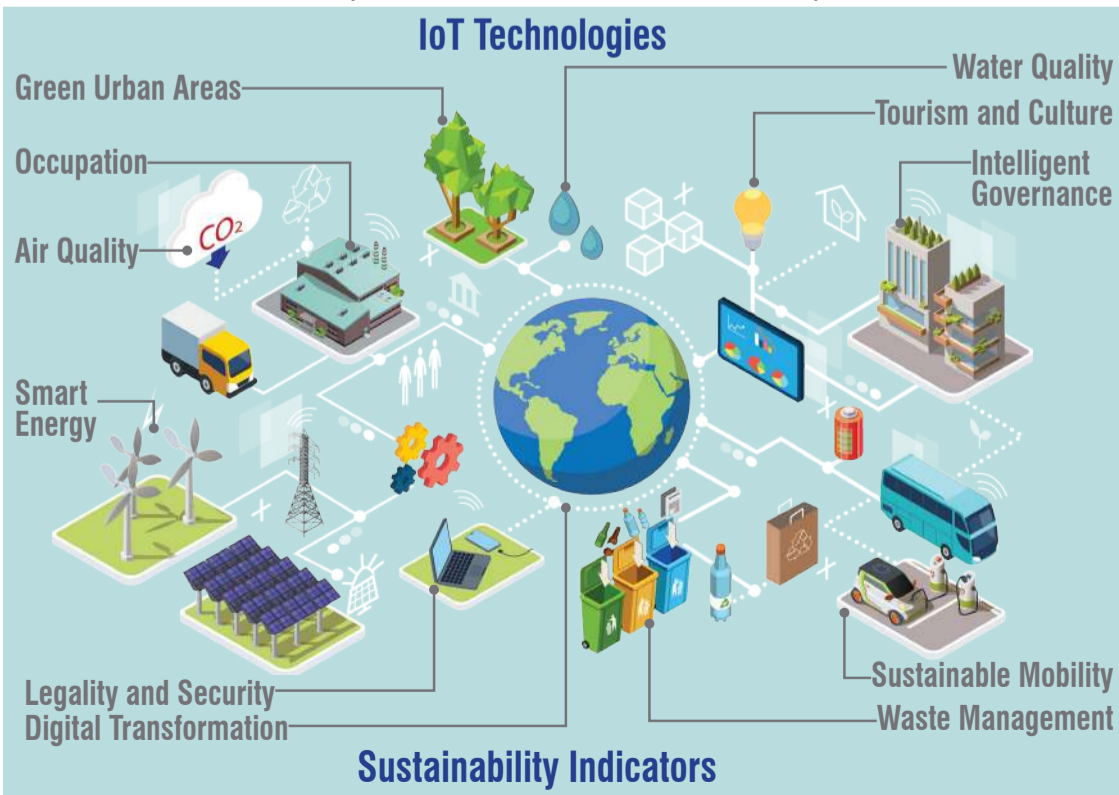 IoT Technologies
Green Urban Areas
Water Quality
Tourism and Culture
Occupation
Intelligent
Governance
Air Quality
CO2
Smart
Energy
Legality and Security
Digital Transformation
Sustainable Mobility
Waste Management
Sustainability Indicators